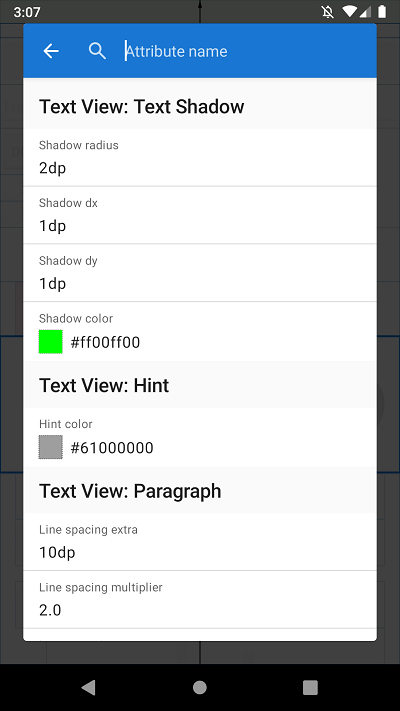 3:07
Attribute name
Text View: Text Shadow
Shadow radius
2dp
Shadow dx
1dp
Shadow dy
1dp
Shadow color
#ff00ff00
Text View: Hint
Hint color
#61000000
Text View: Paragraph
Line spacing extra
10dp
Line spacing multiplier
2.0